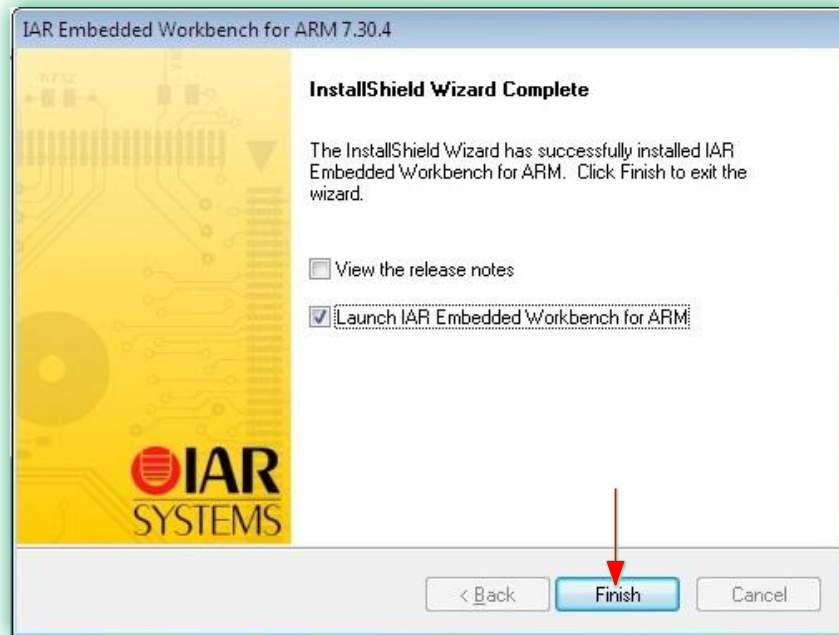 IAR Embedded Workbench for ARM 7.30.4
InstallShield Wizard Complete
The InstallShield Wizard has successfully installed IAR
Embedded Workbench for ARM. Click Finish to exit the
wizard.
View the release notes
Launch IAR Embedded Workbench for ARM
IAR
SYSTEMS
< Back
Finish
Cancel